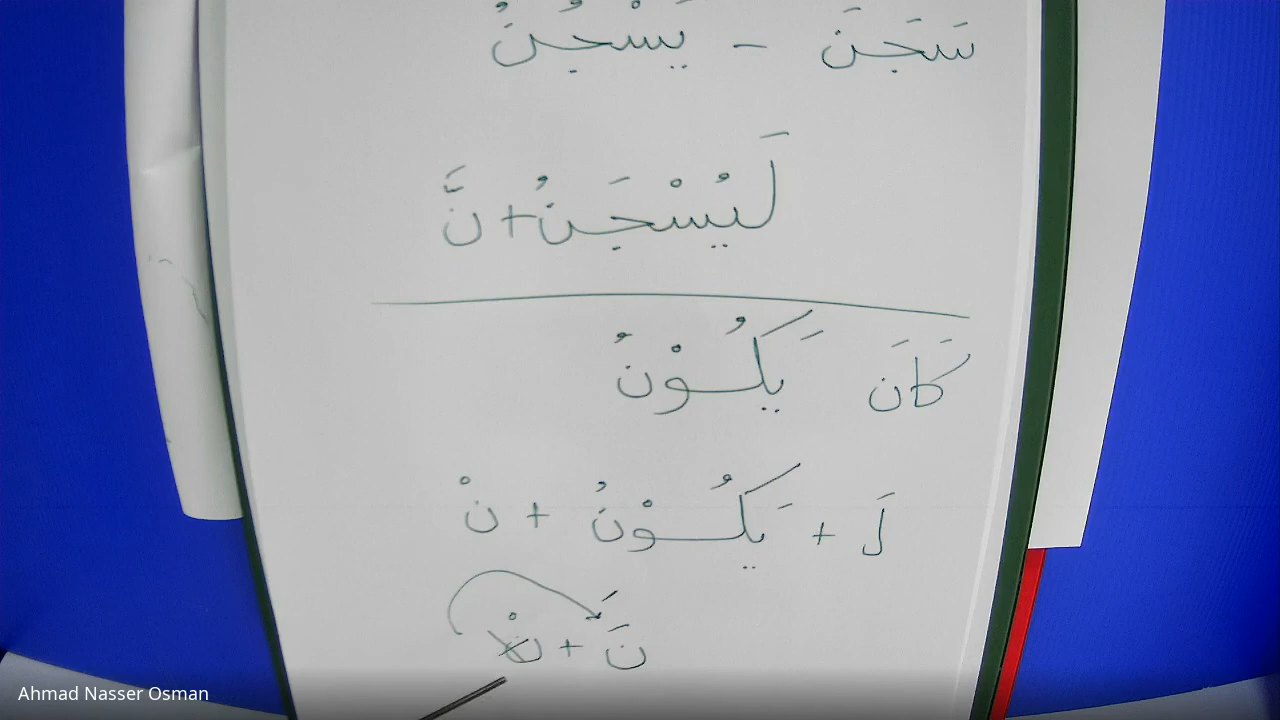 سَجَنَ - يَسْجُنُ
لَيُسْجَنُ + نَّ
كَانَ يَكُوْنُ
لَ + يَكُوْنُ + نْ
نَ + نْ
Ahmad Nasser Osman